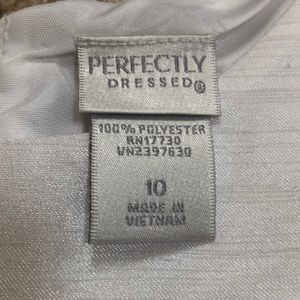 PERFECTLY
DRESSED®
100% POLYESTER
RN17730
VN2397630
10
MADE IN
VIETNAM